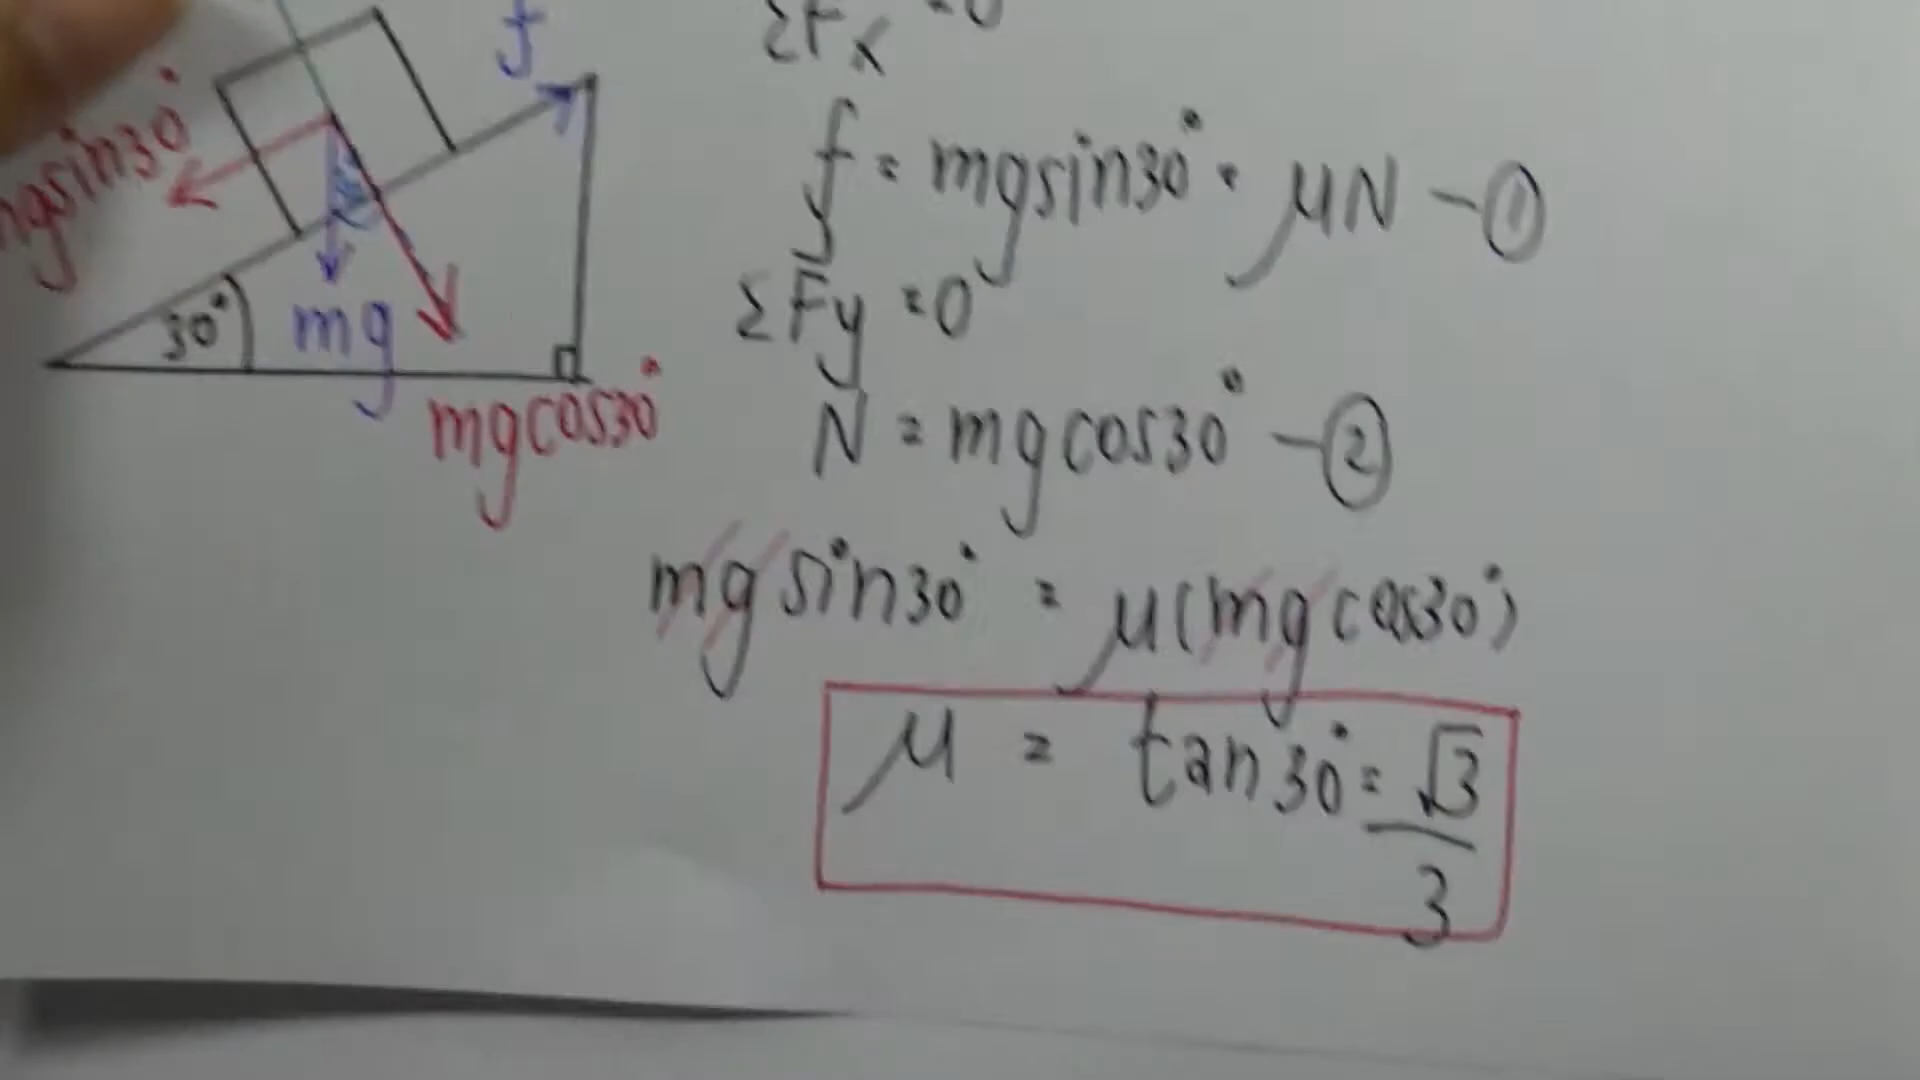 ΣFx = 0
f
mgsin30°
f = mgsin30° = μN - ①
ΣFy = 0
30°
mg
mgcos30°
N = mgcos30° - ②
mgsin30° = μ(mgcos30°)
μ = tan30° = √3/3